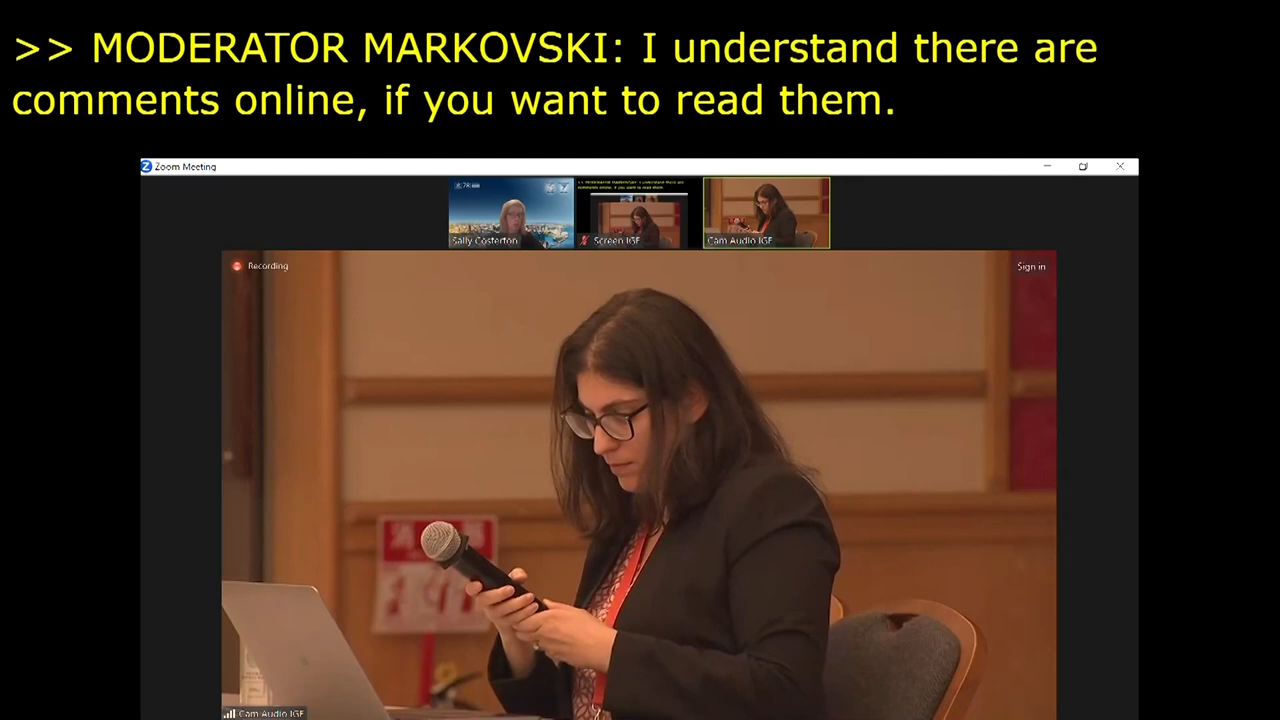 >> MODERATOR MARKOVSKI: I understand there are
comments online, if you want to read them.
Zoom Meeting
Sally Costerton
Screen IGF
Cam Audio IGF
Recording
Sign in
Cam Audio IGF